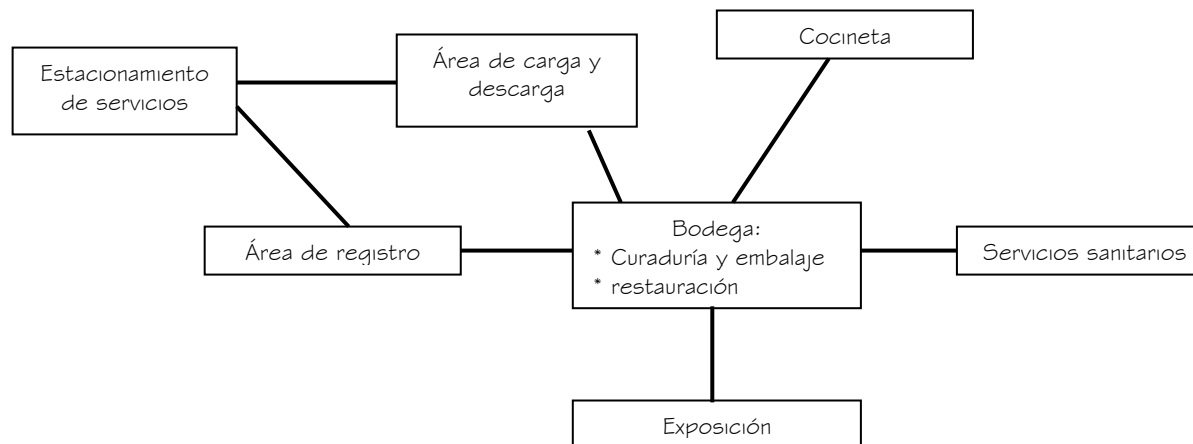 Cocineta
Estacionamiento
de servicios
Área de carga y
descarga
Área de registro
Bodega:
* Curaduría y embalaje
* restauración
Servicios sanitarios
Exposición